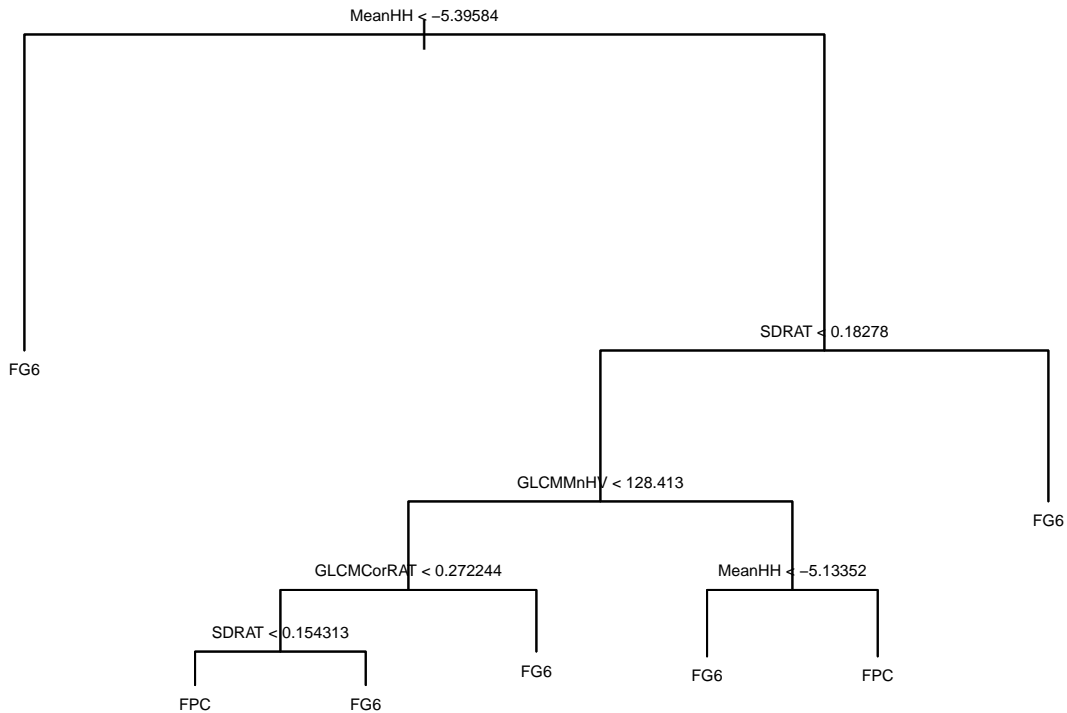 MeanHH < −5.39584
SDRAT < 0.18278
FG6
GLCMMnHV < 128.413
FG6
GLCMCorRAT < 0.272244
MeanHH < −5.13352
SDRAT < 0.154313
FG6
FG6
FPC
FPC
FG6